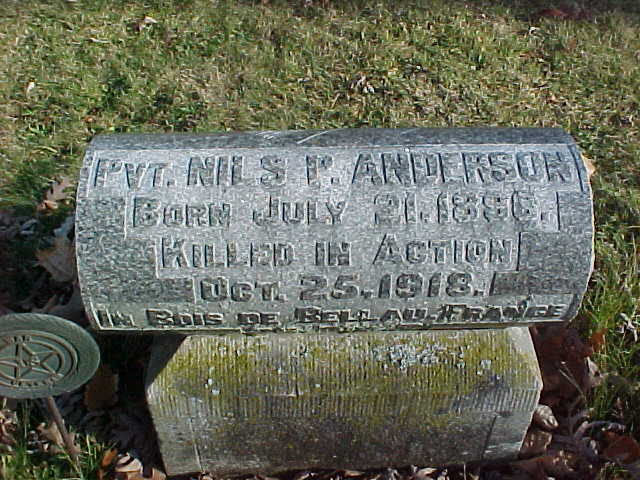 PVT. NILS P. ANDERSON
BORN JULY 21. 1896.
KILLED IN ACTION
OCT. 25. 1918.
IN BOIS DE BELLAU, FRANCE